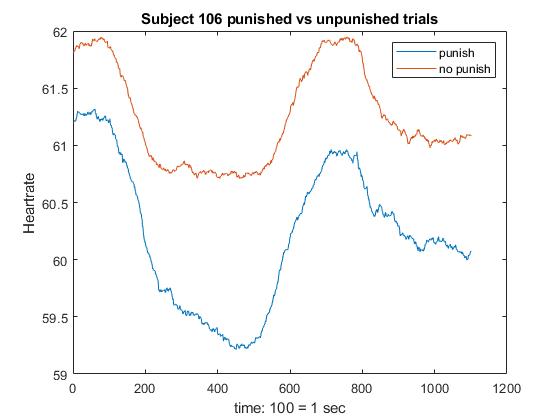 Subject 106 punished vs unpunished trials
punish
no punish
62
61.5
61
60.5
60
59.5
59
Heartrate
0
200
400
600
800
1000
1200
time: 100 = 1 sec